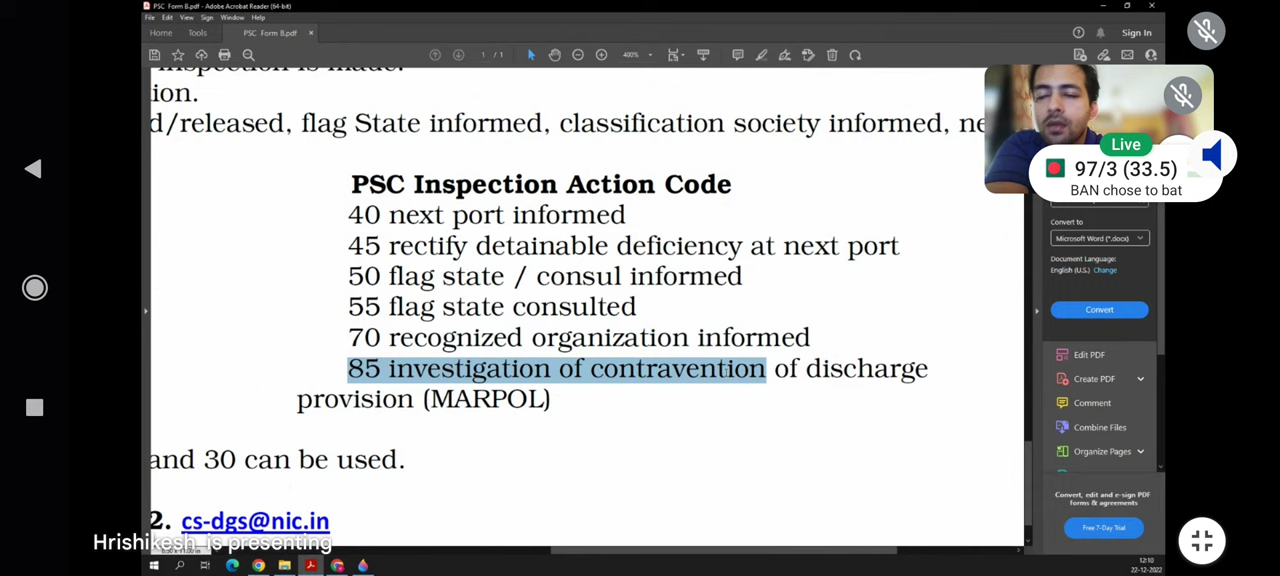 PSC Form B.pdf - Adobe Acrobat Reader (64-bit)
File Edit View Sign Window Help
Home Tools PSC Form B.pdf × Sign In
1 / 1 400%
inspection is made.
ion.
d/released, flag State informed, classification society informed, ne
PSC Inspection Action Code
40 next port informed
45 rectify detainable deficiency at next port
50 flag state / consul informed
55 flag state consulted
70 recognized organization informed
85 investigation of contravention of discharge
provision (MARPOL)
and 30 can be used.
2. cs-dgs@nic.in
Hrishikesh is presenting
Live
97/3 (33.5)
BAN chose to bat
Convert to
Microsoft Word (*.docx)
Document Language:
English (U.S.) Change
Convert
Edit PDF
Create PDF
Comment
Combine Files
Organize Pages
Convert, edit and e-sign PDF
forms & agreements
Free 7-Day Trial
12:10
22-12-2022